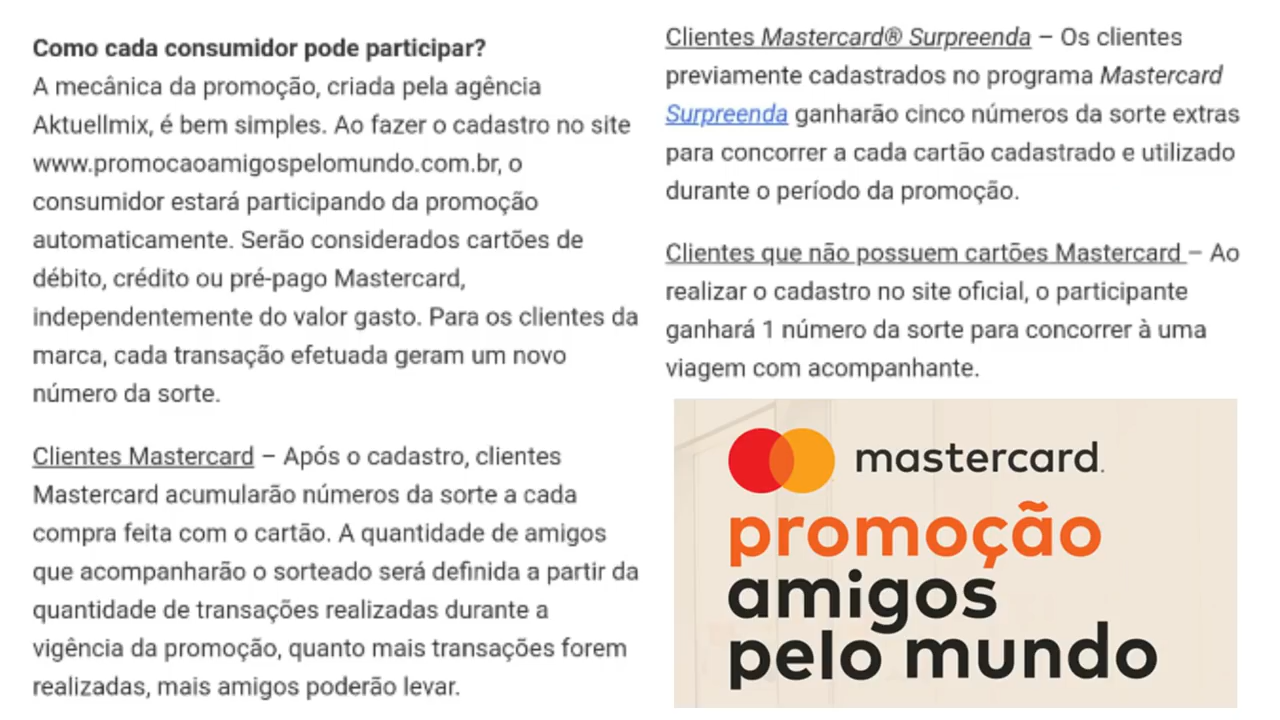 Como cada consumidor pode participar?
A mecânica da promoção, criada pela agência
Aktuellmix, é bem simples. Ao fazer o cadastro no site
www.promocaoamigospelomundo.com.br, o
consumidor estará participando da promoção
automaticamente. Serão considerados cartões de
débito, crédito ou pré-pago Mastercard,
independentemente do valor gasto. Para os clientes da
marca, cada transação efetuada geram um novo
número da sorte.
Clientes Mastercard – Após o cadastro, clientes
Mastercard acumularão números da sorte a cada
compra feita com o cartão. A quantidade de amigos
que acompanharão o sorteado será definida a partir da
quantidade de transações realizadas durante a
vigência da promoção, quanto mais transações forem
realizadas, mais amigos poderão levar.
Clientes Mastercard® Surpreenda – Os clientes
previamente cadastrados no programa Mastercard
Surpreenda ganharão cinco números da sorte extras
para concorrer a cada cartão cadastrado e utilizado
durante o período da promoção.
Clientes que não possuem cartões Mastercard – Ao
realizar o cadastro no site oficial, o participante
ganhará 1 número da sorte para concorrer à uma
viagem com acompanhante.
mastercard.
promoção
amigos
pelo mundo